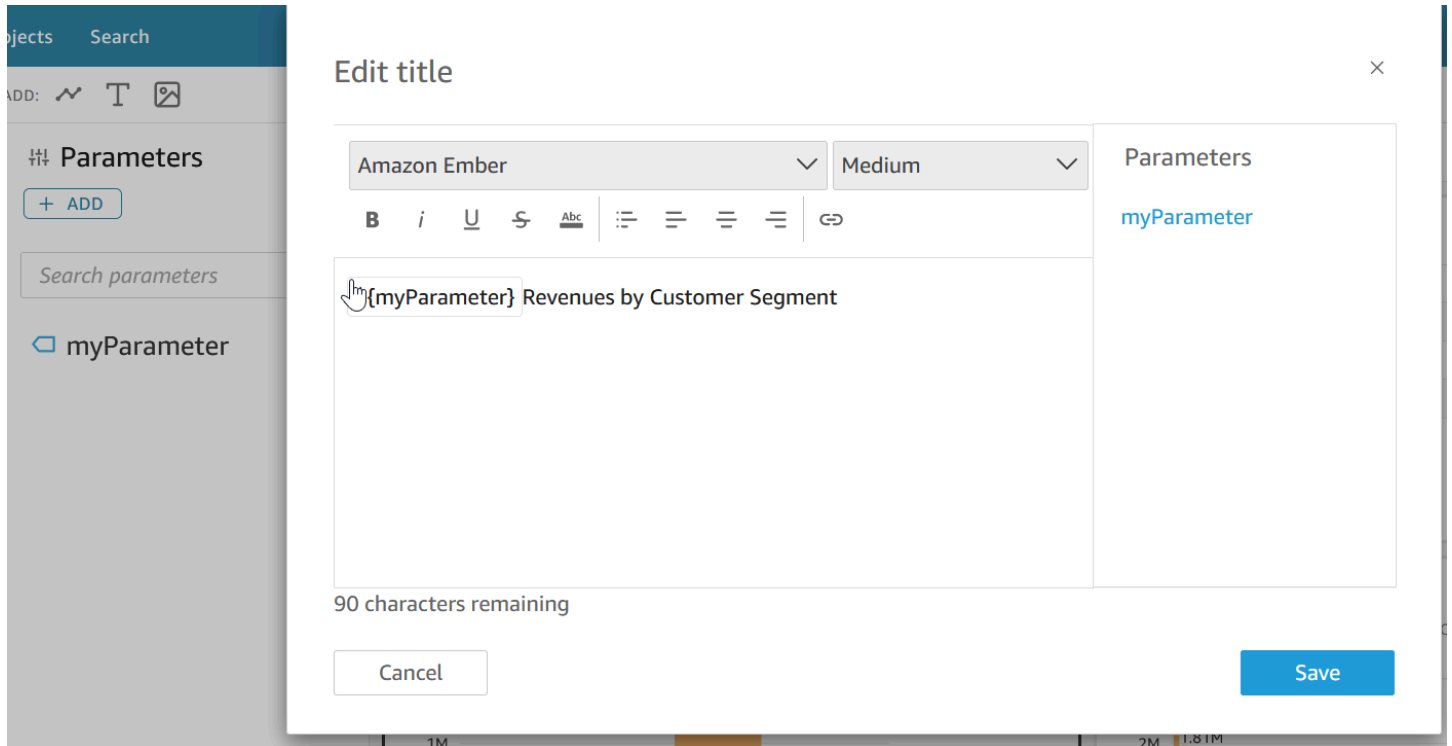 Search
ADD:
Parameters
+ ADD
Search parameters
myParameter
Edit title
Amazon Ember
Medium
B i U S Abc
{myParameter} Revenues by Customer Segment
90 characters remaining
Cancel
Save
Parameters
myParameter
1M
2M
1.81M